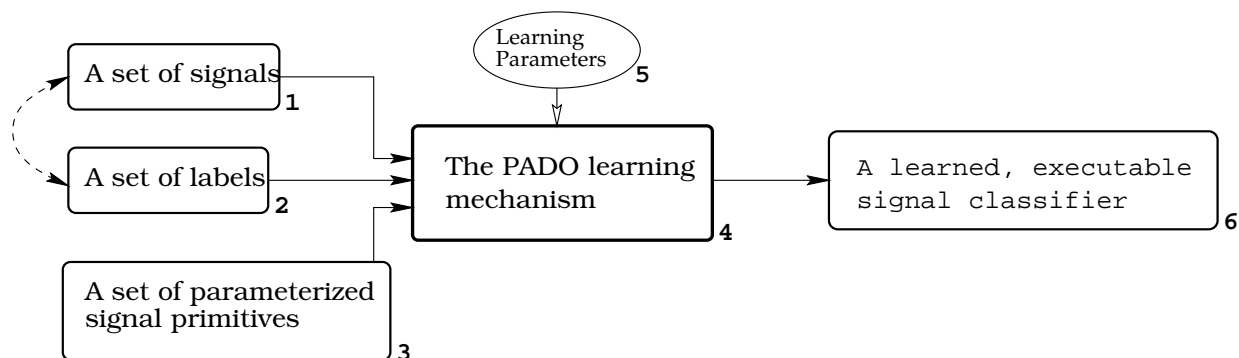 Learning
Parameters
5
A set of signals
1
A set of labels
2
A set of parameterized
signal primitives
3
The PADO learning
mechanism
4
A learned, executable
signal classifier
6